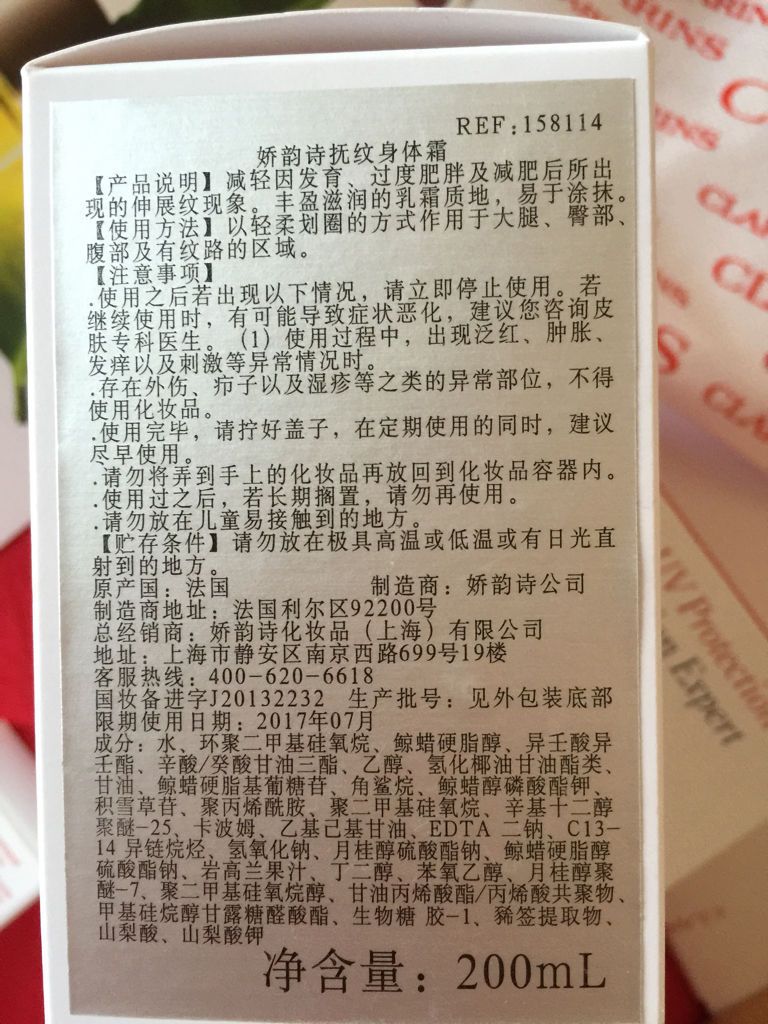 REF:158114
娇韵诗抚纹身体霜
【产品说明】减轻因发育、过度肥胖及减肥后所出
现的伸展纹现象。丰盈滋润的乳霜质地，易于涂抹。
【使用方法】以轻柔划圈的方式作用于大腿、臀部、
腹部及有纹路的区域。
【注意事项】
.使用之后若出现以下情况，请立即停止使用。若
继续使用时，有可能导致症状恶化，建议您咨询皮
肤专科医生。（1）使用过程中，出现泛红、肿胀、
发痒以及刺激等异常情况时。
.存在外伤、疖子以及湿疹等之类的异常部位，不得
使用化妆品。
.使用完毕，请拧好盖子，在定期使用的同时，建议
尽早使用。
.请勿将弄到手上的化妆品再放回到化妆品容器内。
.使用过之后，若长期搁置，请勿再使用。
.请勿放在儿童易接触到的地方。
【贮存条件】请勿放在极具高温或低温或有日光直
射到的地方。
原产国：法国 制造商：娇韵诗公司
制造商地址：法国利尔区92200号
总经销商：娇韵诗化妆品（上海）有限公司
地址：上海市静安区南京西路699号19楼
客服热线：400-620-6618
国妆备进字J20132232 生产批号：见外包装底部
限期使用日期：2017年07月
成分：水、环聚二甲基硅氧烷、鲸蜡硬脂醇、异壬酸异
壬酯、辛酸/癸酸甘油三酯、乙醇、氢化椰油甘油酯类、
甘油、鲸蜡硬脂基葡糖苷、角鲨烷、鲸蜡醇磷酸酯钾、
积雪草苷、聚丙烯酰胺、聚二甲基硅氧烷、辛基十二醇
聚醚-25、卡波姆、乙基己基甘油、EDTA 二钠、C13-
14 异链烷烃、氢氧化钠、月桂醇硫酸酯钠、鲸蜡硬脂醇
硫酸酯钠、岩高兰果汁、丁二醇、苯氧乙醇、月桂醇聚
醚-7、聚二甲基硅氧烷醇、甘油丙烯酸酯/丙烯酸共聚物、
甲基硅烷醇甘露糖醛酸酯、生物糖 胶-1、豨签提取物、
山梨酸、山梨酸钾
净含量：200mL
UV Protection
Expert